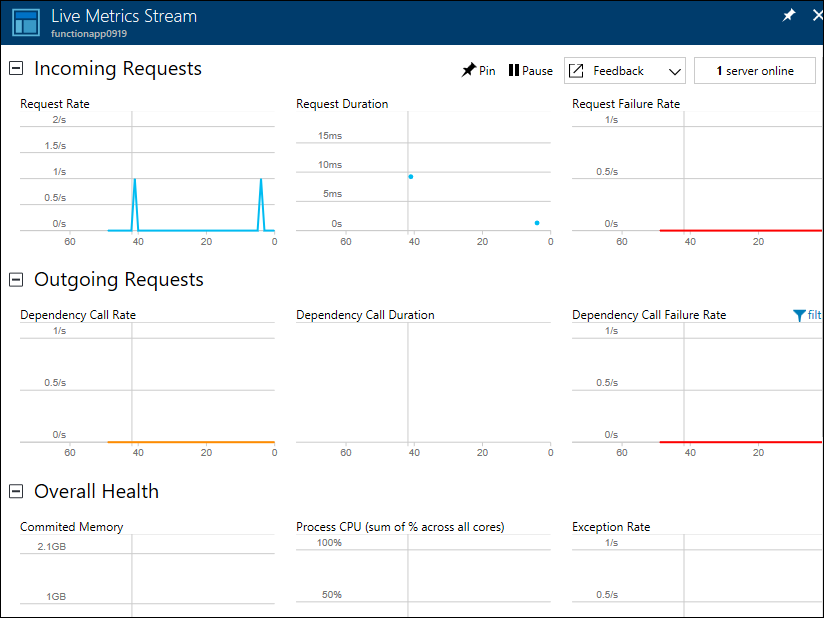 Live Metrics Stream
functionapp0919
Incoming Requests
Pin
Pause
Feedback
1 server online
Request Rate
2/s
1.5/s
1/s
0.5/s
0/s
60 40 20 0
Request Duration
15ms
10ms
5ms
0s
60 40 20 0
Request Failure Rate
1/s
0.5/s
0/s
60 40 20
Outgoing Requests
Dependency Call Rate
1/s
0.5/s
0/s
60 40 20 0
Dependency Call Duration
60 40 20 0
Dependency Call Failure Rate
filt
1/s
0.5/s
0/s
60 40 20
Overall Health
Commited Memory
2.1GB
1GB
Process CPU (sum of % across all cores)
100%
50%
Exception Rate
1/s
0.5/s